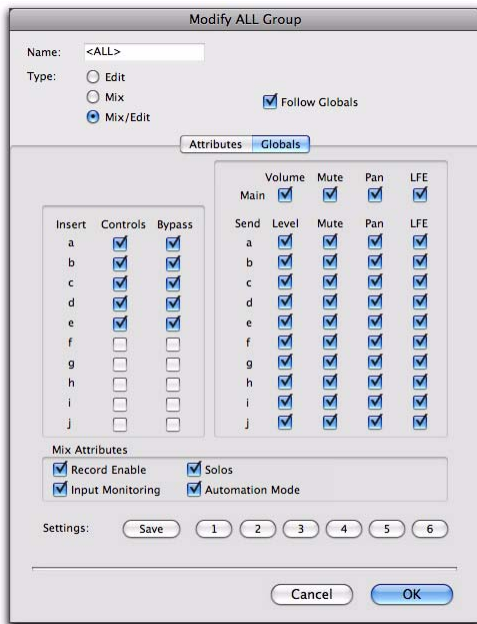 Modify ALL Group
Name: <ALL>
Type: Edit
Mix
Mix/Edit
Follow Globals
Attributes Globals
Volume Mute Pan LFE
Main
Insert Controls Bypass
a
b
c
d
e
f
g
h
i
j
Send Level Mute Pan LFE
a
b
c
d
e
f
g
h
i
j
Mix Attributes
Record Enable Solos
Input Monitoring Automation Mode
Settings: Save 1 2 3 4 5 6
Cancel OK